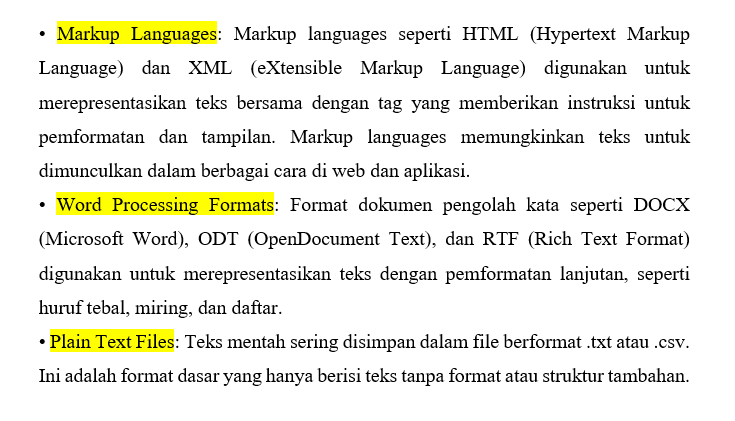 • Markup Languages: Markup languages seperti HTML (Hypertext Markup
Language) dan XML (eXtensible Markup Language) digunakan untuk
merepresentasikan teks bersama dengan tag yang memberikan instruksi untuk
pemformatan dan tampilan. Markup languages memungkinkan teks untuk
dimunculkan dalam berbagai cara di web dan aplikasi.
• Word Processing Formats: Format dokumen pengolah kata seperti DOCX
(Microsoft Word), ODT (OpenDocument Text), dan RTF (Rich Text Format)
digunakan untuk merepresentasikan teks dengan pemformatan lanjutan, seperti
huruf tebal, miring, dan daftar.
• Plain Text Files: Teks mentah sering disimpan dalam file berformat .txt atau .csv.
Ini adalah format dasar yang hanya berisi teks tanpa format atau struktur tambahan.